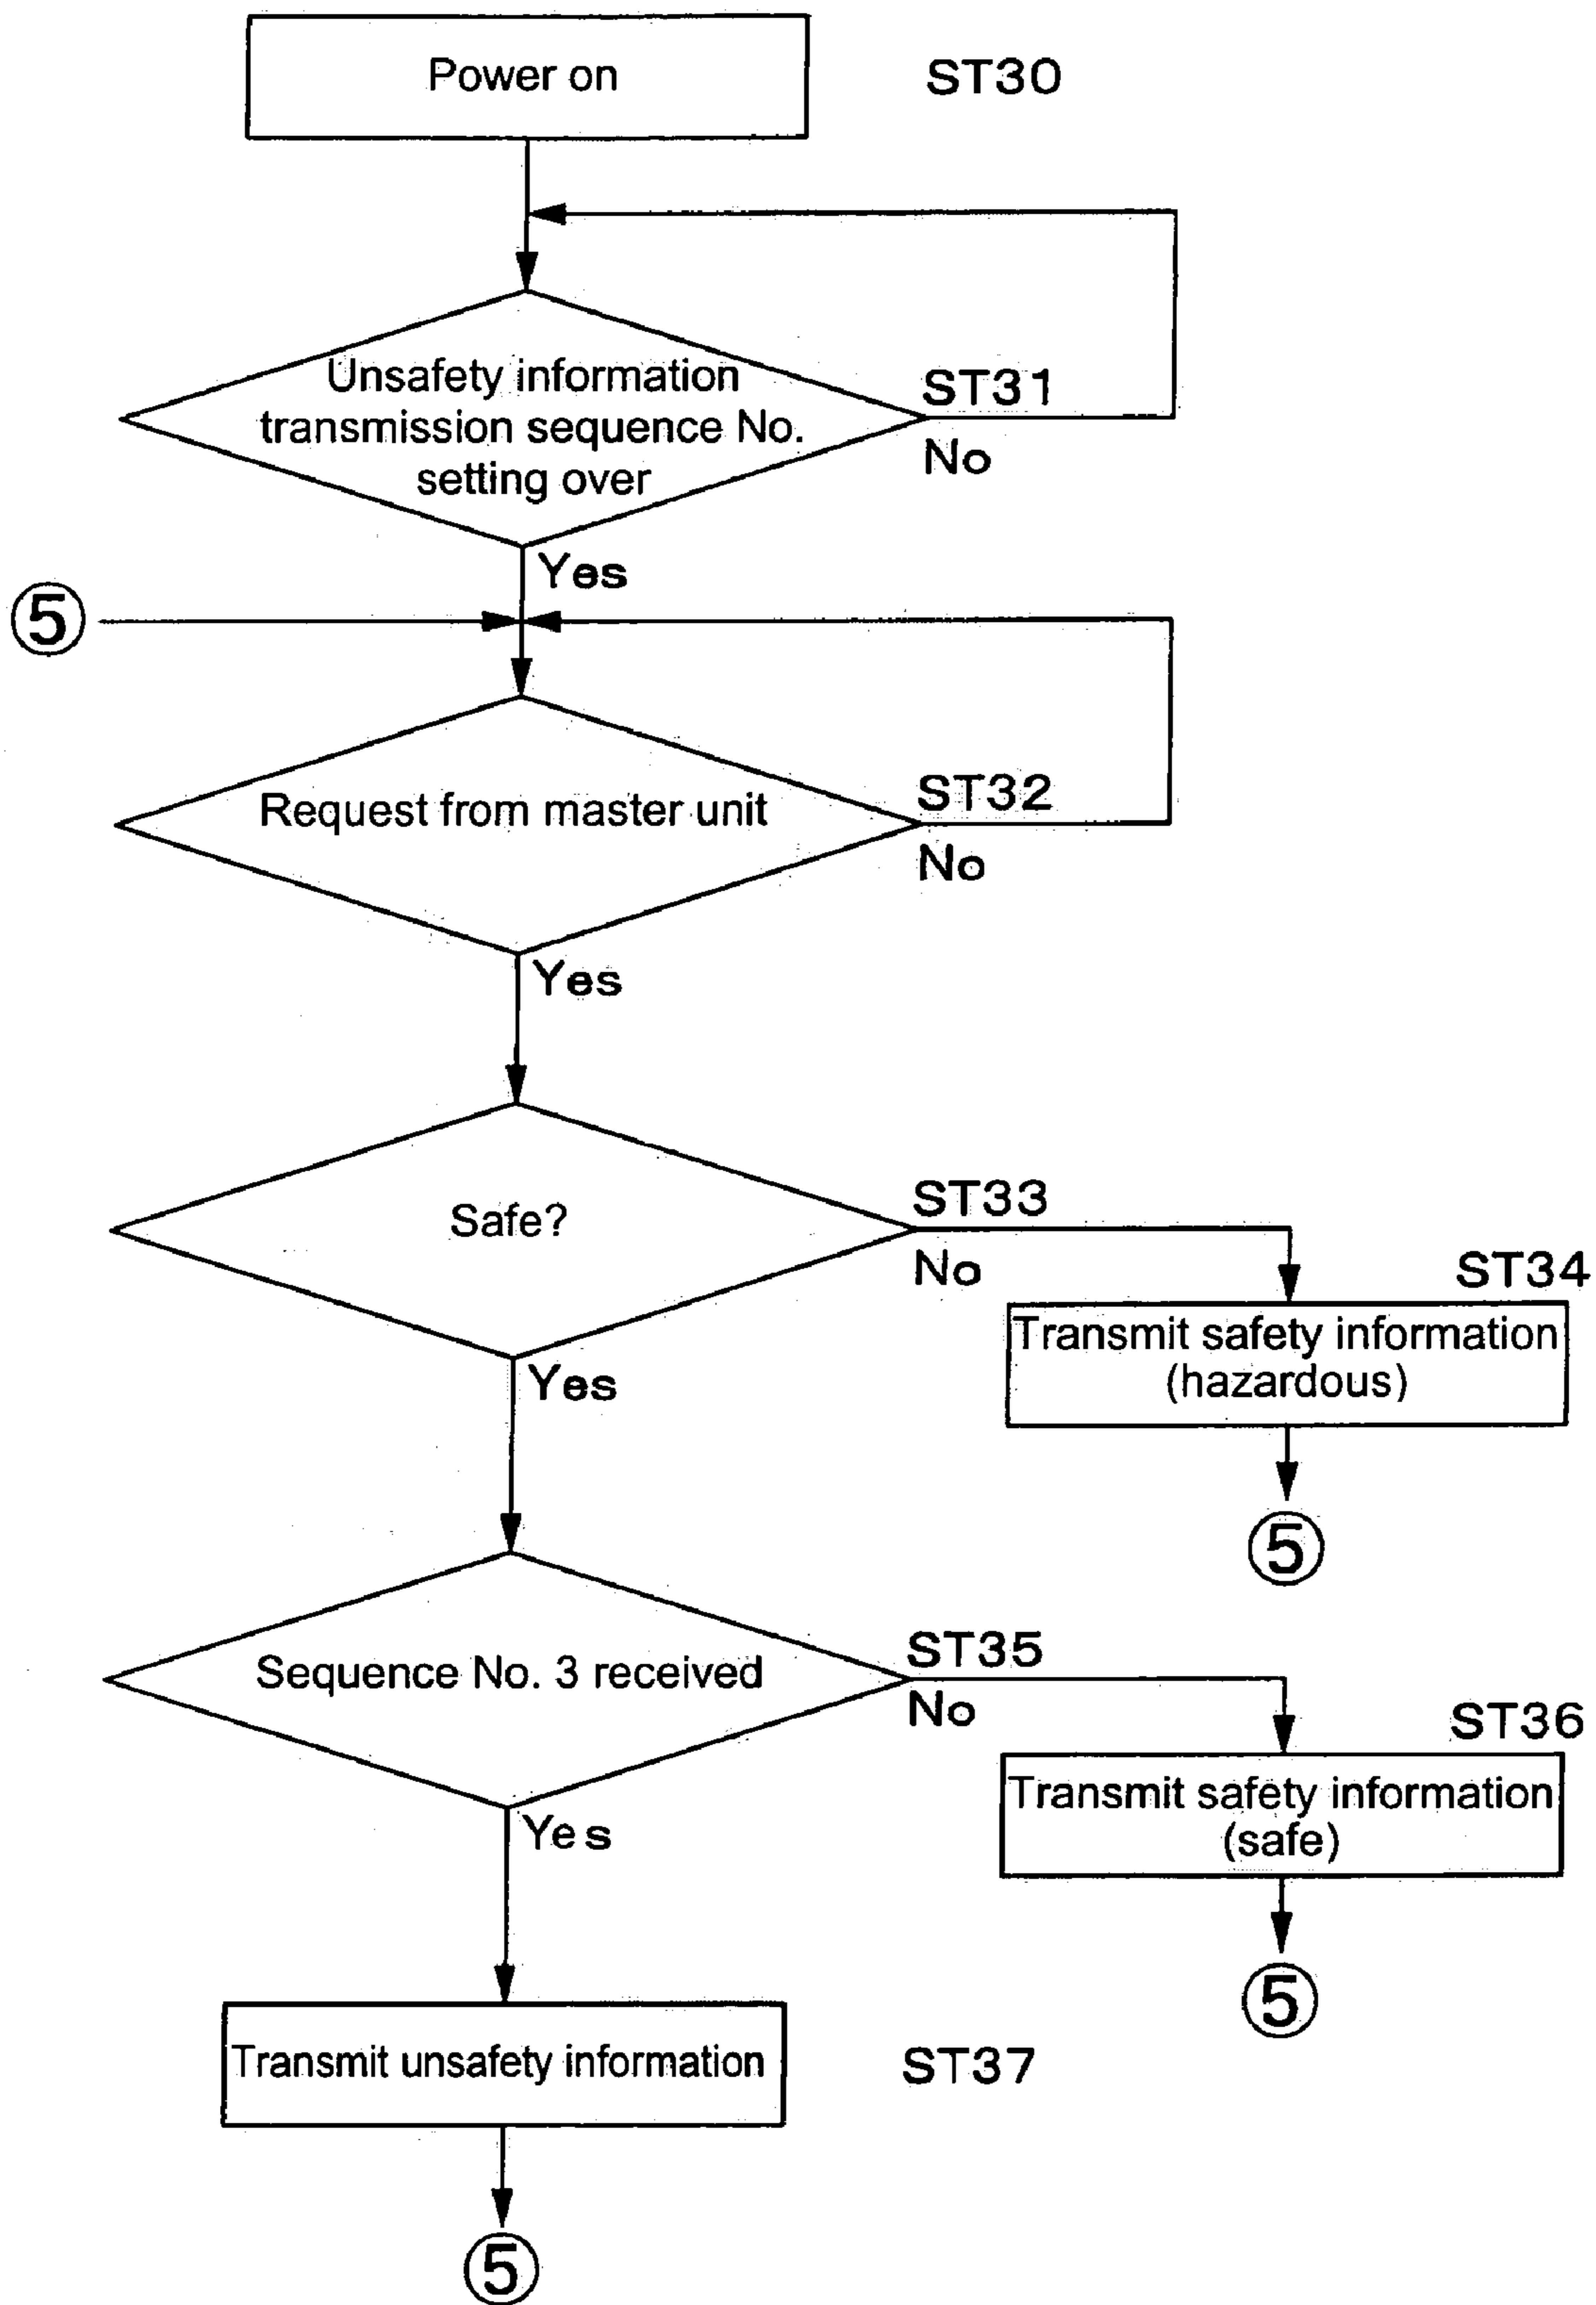 Power on
ST30
Unsafety information
transmission sequence No.
setting over
ST31
No
Yes
⑤
Request from master unit
ST32
No
Yes
Safe?
ST33
No
Yes
ST34
Transmit safety information
(hazardous)
⑤
Sequence No. 3 received
ST35
No
Yes
ST36
Transmit safety information
(safe)
⑤
Transmit unsafety information
ST37
⑤